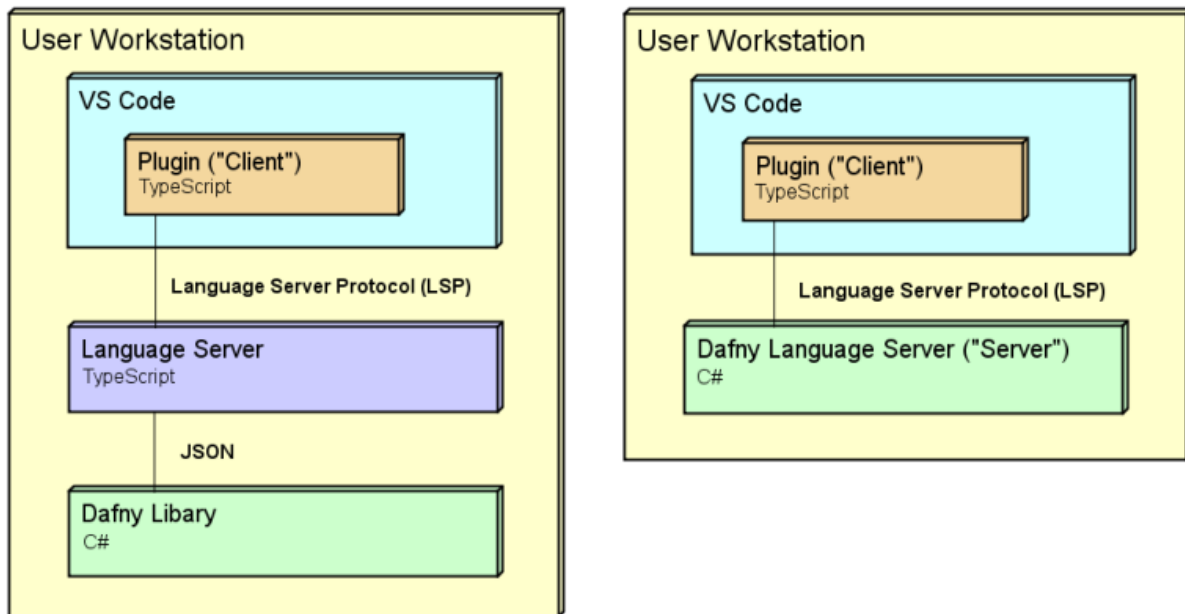 User Workstation
VS Code
Plugin ("Client")
TypeScript
Language Server Protocol (LSP)
Language Server
TypeScript
JSON
Dafny Libary
C#
User Workstation
VS Code
Plugin ("Client")
TypeScript
Language Server Protocol (LSP)
Dafny Language Server ("Server")
C#